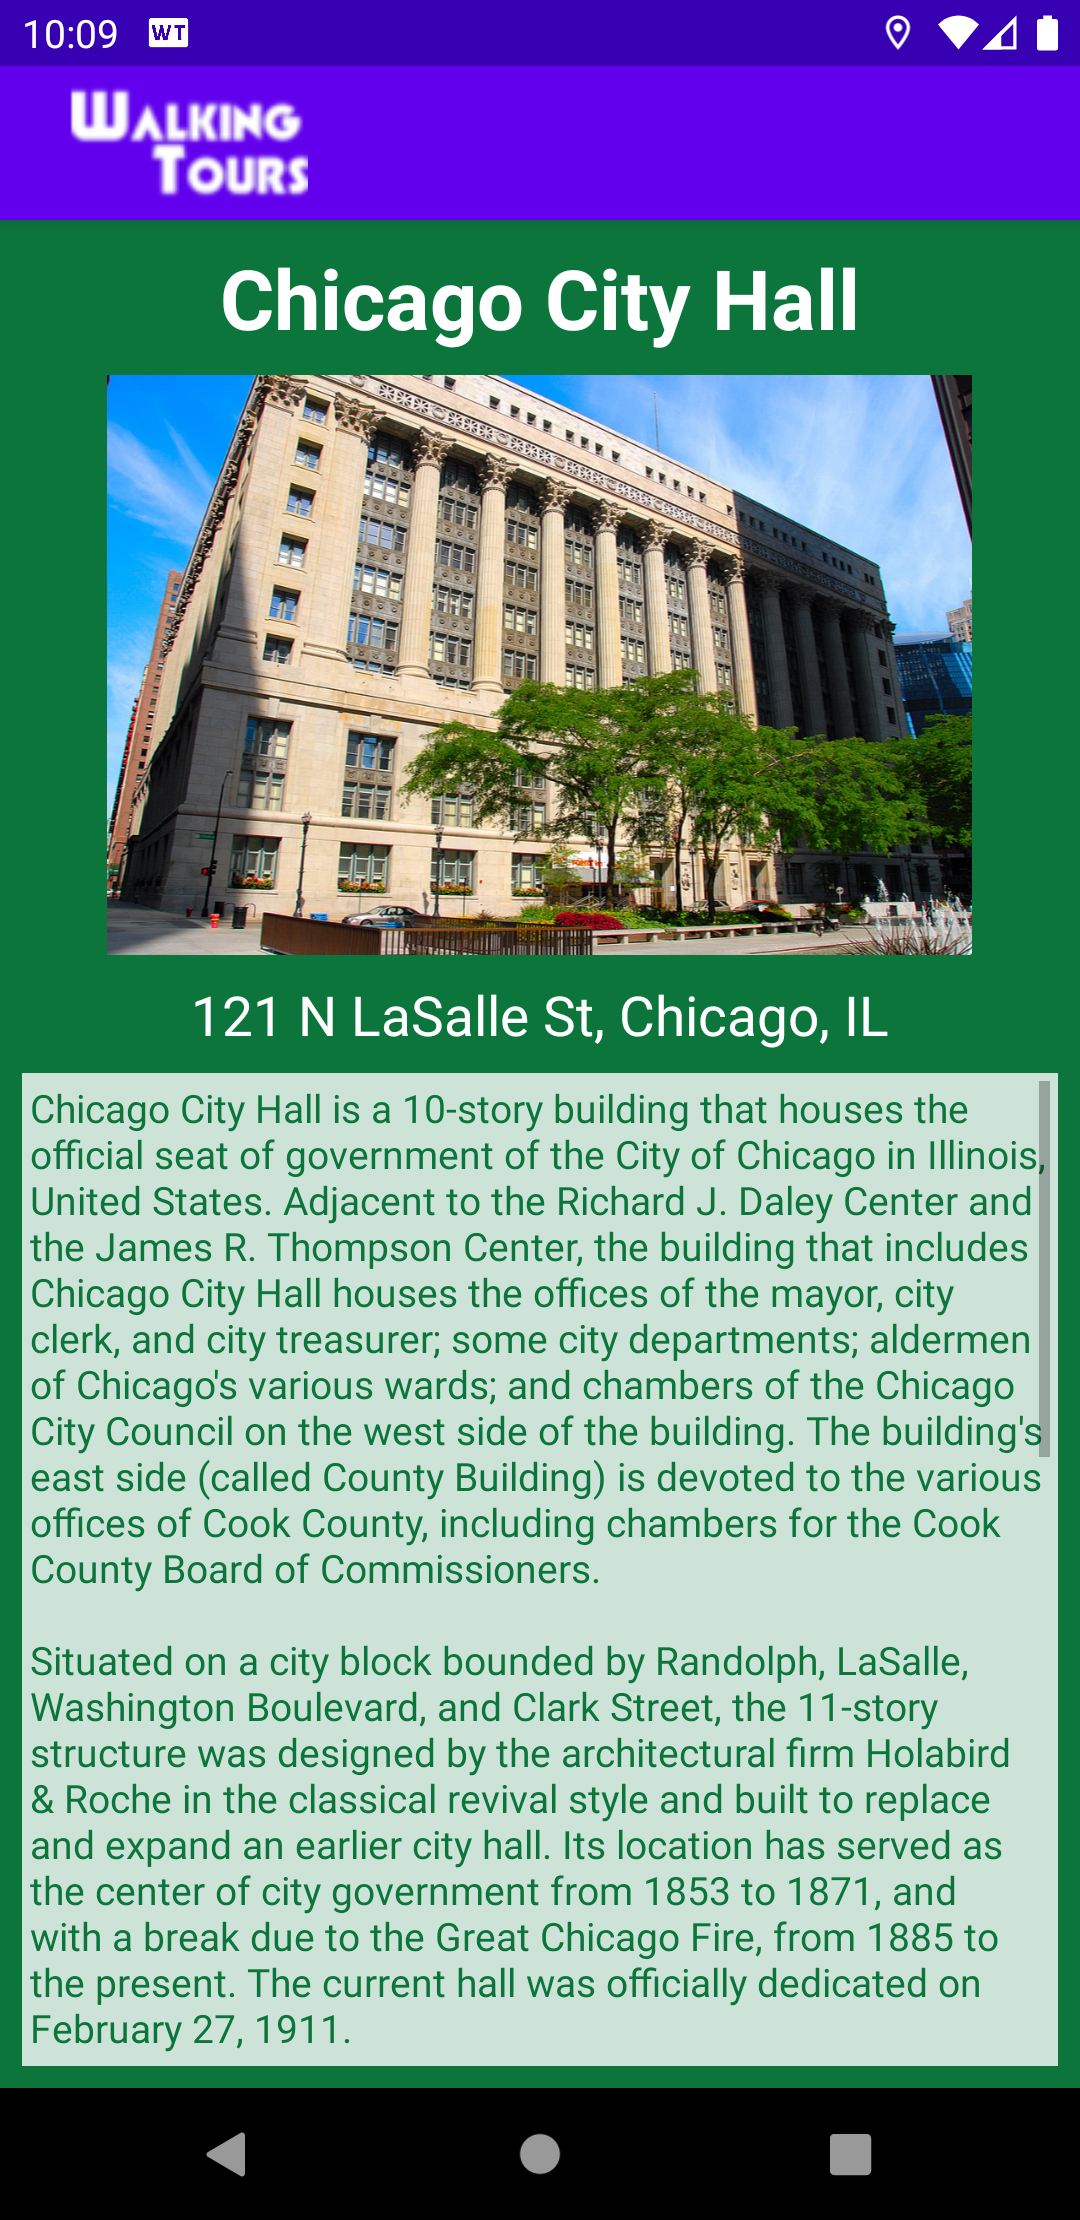 10:09 WT
WALKING
TOURS
Chicago City Hall
121 N LaSalle St, Chicago, IL
Chicago City Hall is a 10-story building that houses the
official seat of government of the City of Chicago in Illinois,
United States. Adjacent to the Richard J. Daley Center and
the James R. Thompson Center, the building that includes
Chicago City Hall houses the offices of the mayor, city
clerk, and city treasurer; some city departments; aldermen
of Chicago's various wards; and chambers of the Chicago
City Council on the west side of the building. The building's
east side (called County Building) is devoted to the various
offices of Cook County, including chambers for the Cook
County Board of Commissioners.
Situated on a city block bounded by Randolph, LaSalle,
Washington Boulevard, and Clark Street, the 11-story
structure was designed by the architectural firm Holabird
& Roche in the classical revival style and built to replace
and expand an earlier city hall. Its location has served as
the center of city government from 1853 to 1871, and
with a break due to the Great Chicago Fire, from 1885 to
the present. The current hall was officially dedicated on
February 27, 1911.